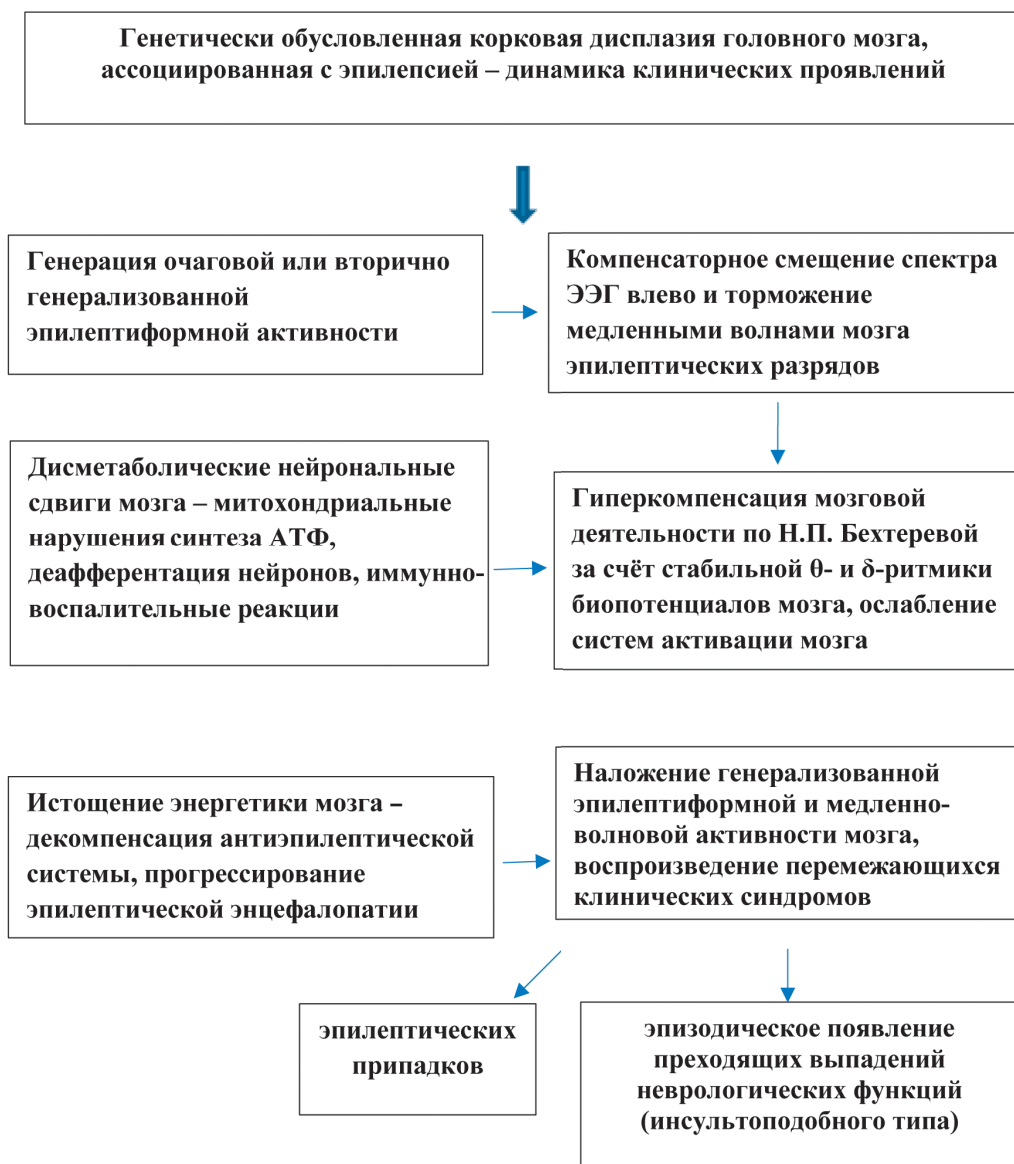 Генетически обусловленная корковая дисплазия головного мозга,
ассоциированная с эпилепсией – динамика клинических проявлений
Генерация очаговой или вторично
генерализованной
эпилептиформной активности
Компенсаторное смещение спектра
ЭЭГ влево и торможение
медленными волнами мозга
эпилептических разрядов
Дисметаболические нейрональные
сдвиги мозга – митохондриальные
нарушения синтеза АТФ,
деафферентация нейронов, иммунно-
воспалительные реакции
Гиперкомпенсация мозговой
деятельности по Н.П. Бехтеревой
за счёт стабильной θ- и δ-ритмики
биопотенциалов мозга, ослабление
систем активации мозга
Истощение энергетики мозга –
декомпенсация антиэпилептической
системы, прогрессирование
эпилептической энцефалопатии
Наложение генерализованной
эпилептиформной и медленно-
волновой активности мозга,
воспроизведение перемежающихся
клинических синдромов
эпилептических
припадков
эпизодическое появление
преходящих выпадений
неврологических функций
(инсультоподобного типа)